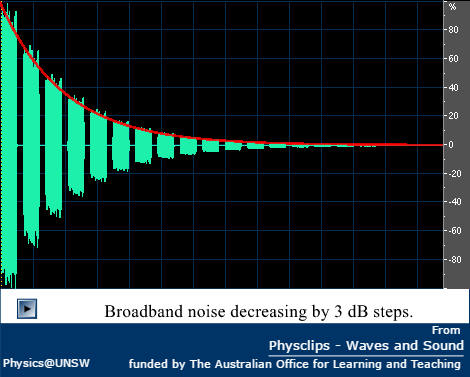 %
80
60
40
20
0
-20
-40
-60
-80
Broadband noise decreasing by 3 dB steps.
From
Physclips - Waves and Sound
Physics@UNSW funded by The Australian Office for Learning and Teaching